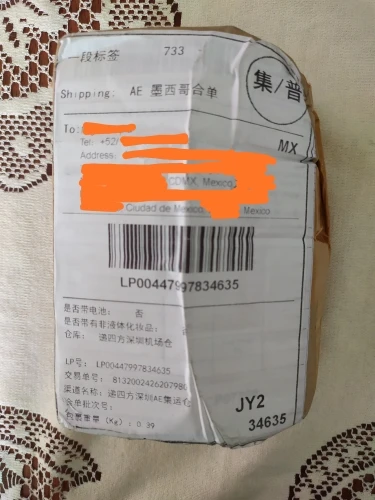 一段标签 733
集/普
Shipping: AE 墨西哥合单
To:
Tel: +52/
MX
Address:
CDMX, Mexico,
Ciudad de Mexico Mexico
LP00447997834635
是否带电池: 否
是否带有非液体化妆品:
仓库: 递四方深圳机场仓
LP号: LP00447997834635
交易单号: 8132002426207980
渠道名称: 递四方深圳AE集运仓
合单批次号:
包裹重量(Kg): 0.39
JY2
34635